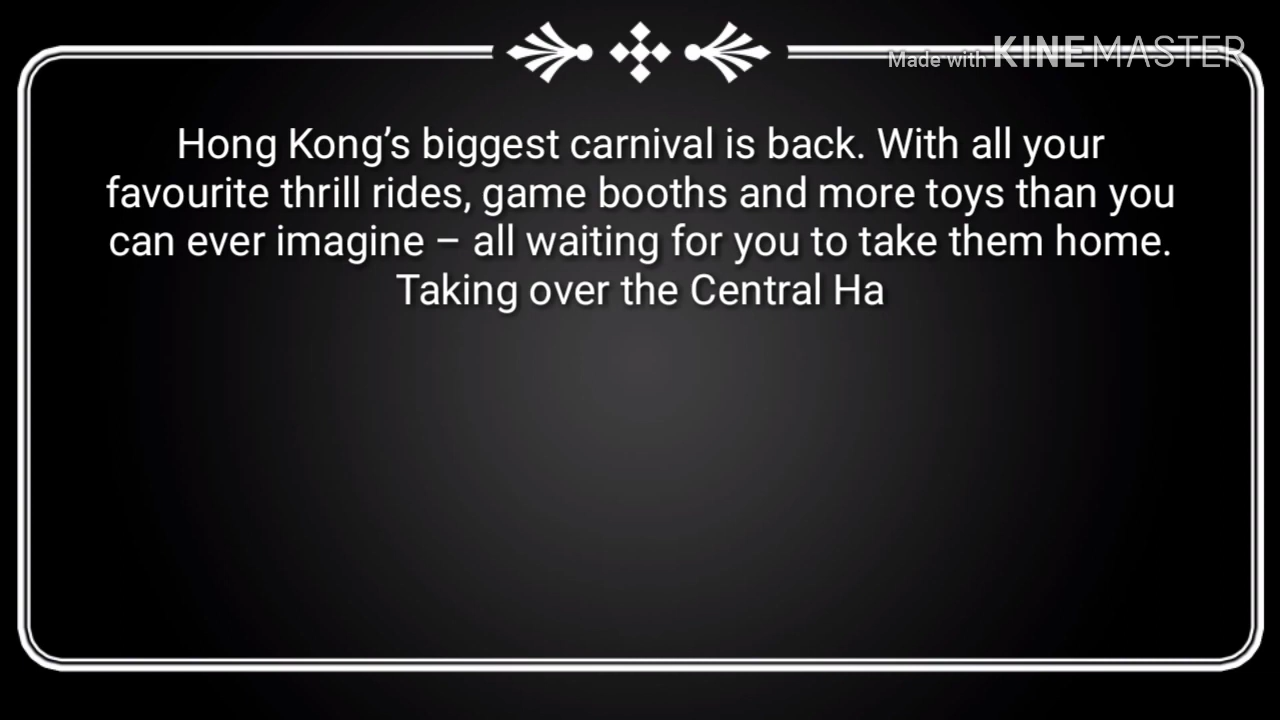 Made with KINEMASTER
Hong Kong’s biggest carnival is back. With all your
favourite thrill rides, game booths and more toys than you
can ever imagine – all waiting for you to take them home.
Taking over the Central Ha